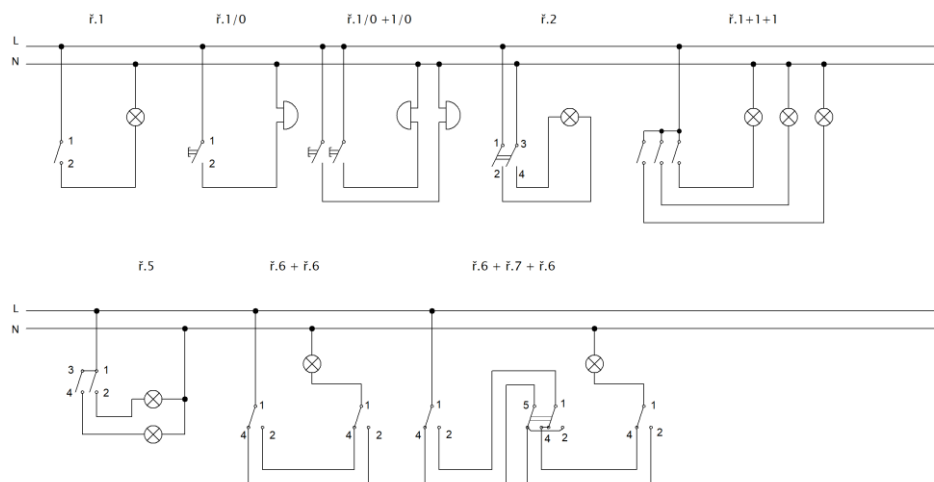 ř.1 ř.1/0 ř.1/0 +1/0 ř.2 ř.1+1+1
L
N
1 1 1 3
2 2 2 4
ř.5 ř.6 + ř.6 ř.6 + ř.7 + ř.6
L
N
3 1
4 2
1 1 1 5 1 1
4 2 4 2 4 2 4 2 4 2